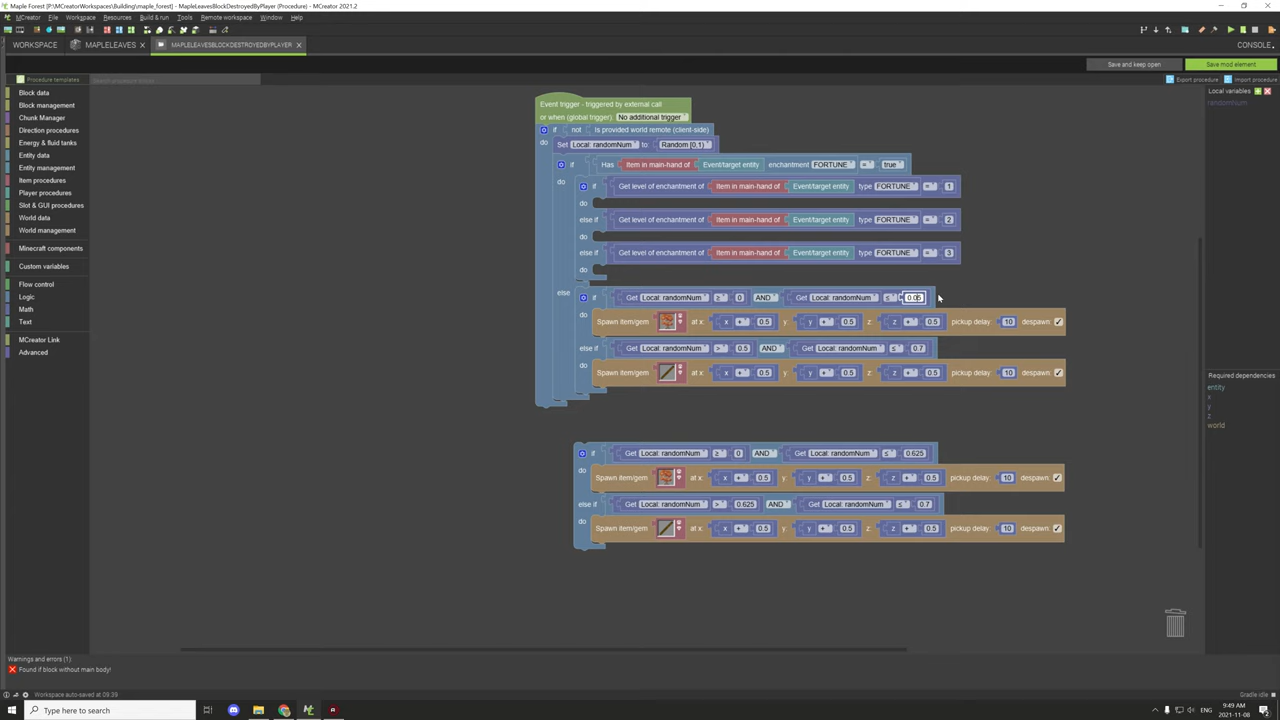 Maple Forest [P:\MCreatorWorkspaces\Building\maple_forest] - MapleLeavesBlockDestroyedByPlayer (Procedure) - MCreator 2021.2
MCreator File Workspace Resources Build & run Tools Remote workspace Window Help
WORKSPACE MAPLELEAVES × MAPLELEAVESBLOCKDESTROYEDBYPLAYER × CONSOLE
Save and keep open Save mod element
Procedure templates Search procedure blocks Export procedure Import procedure
Block data
Block management
Chunk Manager
Direction procedures
Energy & fluid tanks
Entity data
Entity management
Item procedures
Player procedures
Slot & GUI procedures
World data
World management
Minecraft components
Custom variables
Flow control
Logic
Math
Text
MCreator Link
Advanced
Event trigger - triggered by external call
or when (global trigger): No additional trigger
if not Is provided world remote (client-side)
do Set Local: randomNum to: Random [0,1)
if Has Item in main-hand of Event/target entity enchantment FORTUNE = true
do if Get level of enchantment of Item in main-hand of Event/target entity type FORTUNE = 1
do
else if Get level of enchantment of Item in main-hand of Event/target entity type FORTUNE = 2
do
else if Get level of enchantment of Item in main-hand of Event/target entity type FORTUNE = 3
do
else if Get Local: randomNum ≥ 0 AND Get Local: randomNum ≤ 0.05
do Spawn item/gem at x: x + 0.5 y: y + 0.5 z: z + 0.5 pickup delay: 10 despawn: ✓
else if Get Local: randomNum > 0.5 AND Get Local: randomNum ≤ 0.7
do Spawn item/gem at x: x + 0.5 y: y + 0.5 z: z + 0.5 pickup delay: 10 despawn: ✓
if Get Local: randomNum ≥ 0 AND Get Local: randomNum ≤ 0.625
do Spawn item/gem at x: x + 0.5 y: y + 0.5 z: z + 0.5 pickup delay: 10 despawn: ✓
else if Get Local: randomNum > 0.625 AND Get Local: randomNum ≤ 0.7
do Spawn item/gem at x: x + 0.5 y: y + 0.5 z: z + 0.5 pickup delay: 10 despawn: ✓
Local variables
randomNum
Required dependencies
entity
x
y
z
world
Warnings and errors (1):
Found if block without main body!
Workspace auto-saved at 09:39 Gradle idle
Type here to search
ENG 9:49 AM
2021-11-08